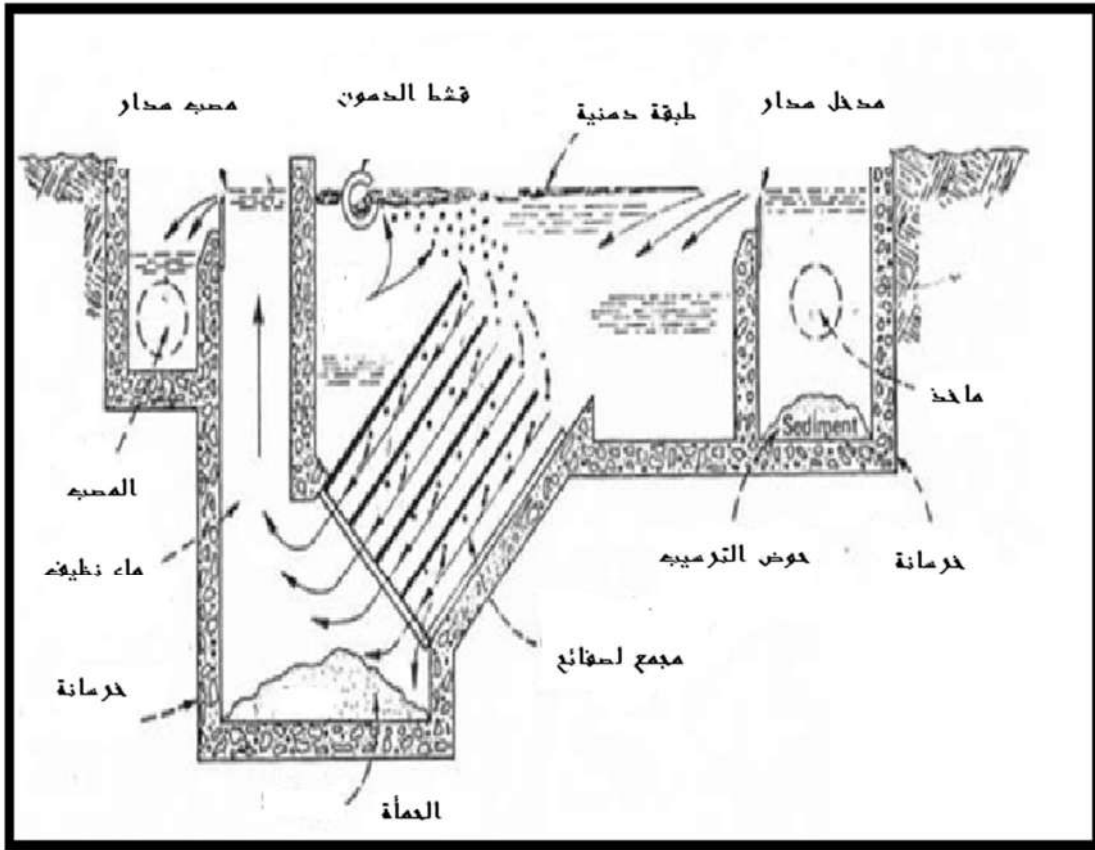 مدخل مدار
طبقة دهنية
قشط الدهون
مصب مدار
ماخذ
Sediment
المصب
خرسانة
حوض الترسيب
ماء نظيف
مجمع لصفائح
خرسانة
الحمأة